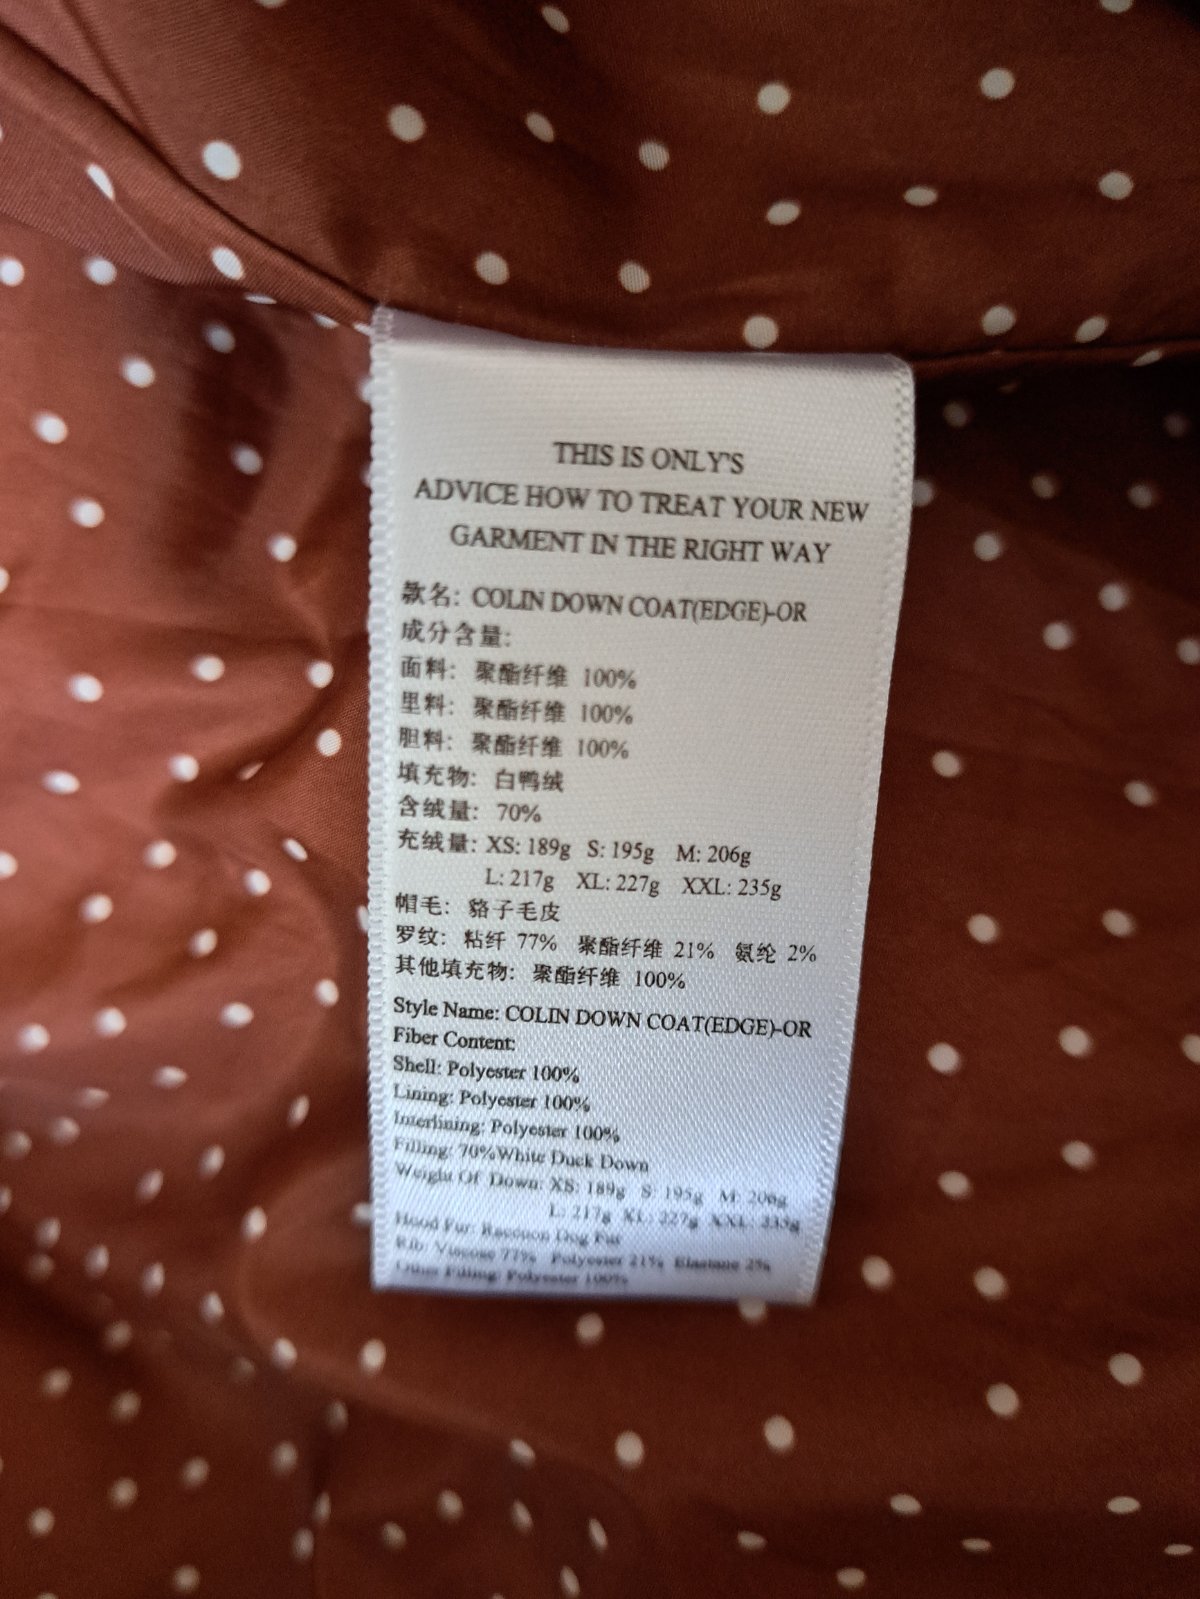 THIS IS ONLY'S
ADVICE HOW TO TREAT YOUR NEW
GARMENT IN THE RIGHT WAY
款名: COLIN DOWN COAT(EDGE)-OR
成分含量:
面料: 聚酯纤维 100%
里料: 聚酯纤维 100%
胆料: 聚酯纤维 100%
填充物: 白鸭绒
含绒量: 70%
充绒量: XS: 189g S: 195g M: 206g
L: 217g XL: 227g XXL: 235g
帽毛: 貉子毛皮
罗纹: 粘纤 77% 聚酯纤维 21% 氨纶 2%
其他填充物: 聚酯纤维 100%
Style Name: COLIN DOWN COAT(EDGE)-OR
Fiber Content:
Shell: Polyester 100%
Lining: Polyester 100%
Interlining: Polyester 100%
Filling: 70%White Duck Down
Weight Of Down: XS: 189g S: 195g M: 206g
L: 217g XL: 227g XXL: 235g
Hood Fur: Raccoon Dog Fur
Rib: Viscose 77% Polyester 21% Elastane 2%
Other Filling: Polyester 100%